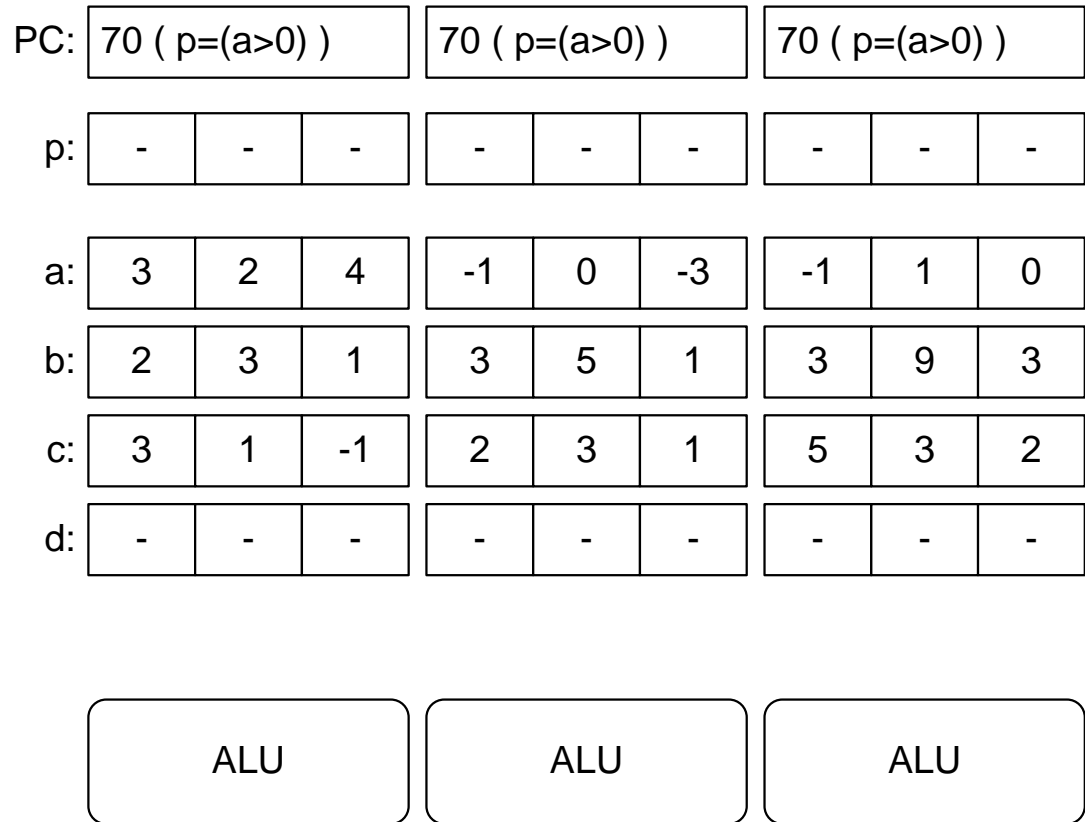 PC: 70 ( p=(a>0) ) 70 ( p=(a>0) ) 70 ( p=(a>0) )
p: - - - - - - - - -
a: 3 2 4 -1 0 -3 -1 1 0
b: 2 3 1 3 5 1 3 9 3
c: 3 1 -1 2 3 1 5 3 2
d: - - - - - - - - -
ALU ALU ALU